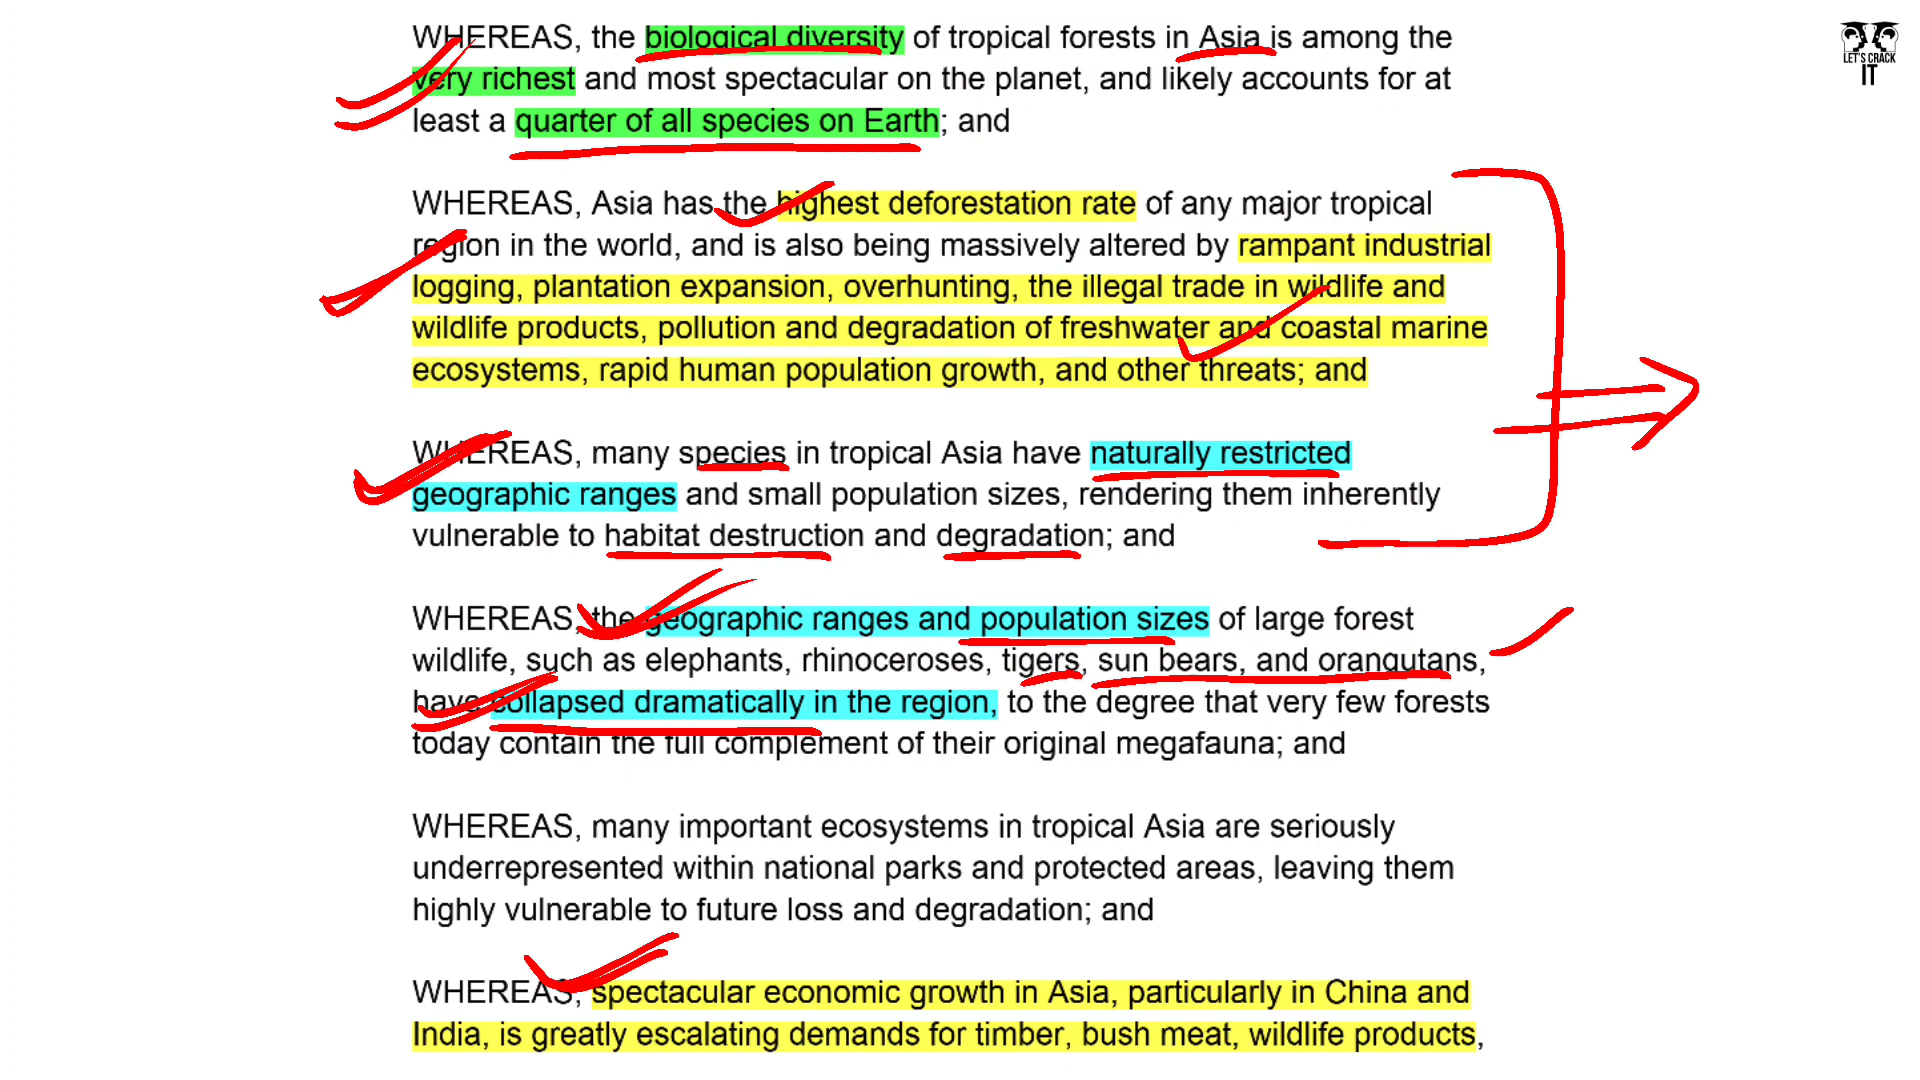 WHEREAS, the biological diversity of tropical forests in Asia is among the
very richest and most spectacular on the planet, and likely accounts for at
least a quarter of all species on Earth; and
WHEREAS, Asia has the highest deforestation rate of any major tropical
region in the world, and is also being massively altered by rampant industrial
logging, plantation expansion, overhunting, the illegal trade in wildlife and
wildlife products, pollution and degradation of freshwater and coastal marine
ecosystems, rapid human population growth, and other threats; and
WHEREAS, many species in tropical Asia have naturally restricted
geographic ranges and small population sizes, rendering them inherently
vulnerable to habitat destruction and degradation; and
WHEREAS, the geographic ranges and population sizes of large forest
wildlife, such as elephants, rhinoceroses, tigers, sun bears, and orangutans,
have collapsed dramatically in the region, to the degree that very few forests
today contain the full complement of their original megafauna; and
WHEREAS, many important ecosystems in tropical Asia are seriously
underrepresented within national parks and protected areas, leaving them
highly vulnerable to future loss and degradation; and
WHEREAS, spectacular economic growth in Asia, particularly in China and
India, is greatly escalating demands for timber, bush meat, wildlife products,
LET'S CRACK
IT